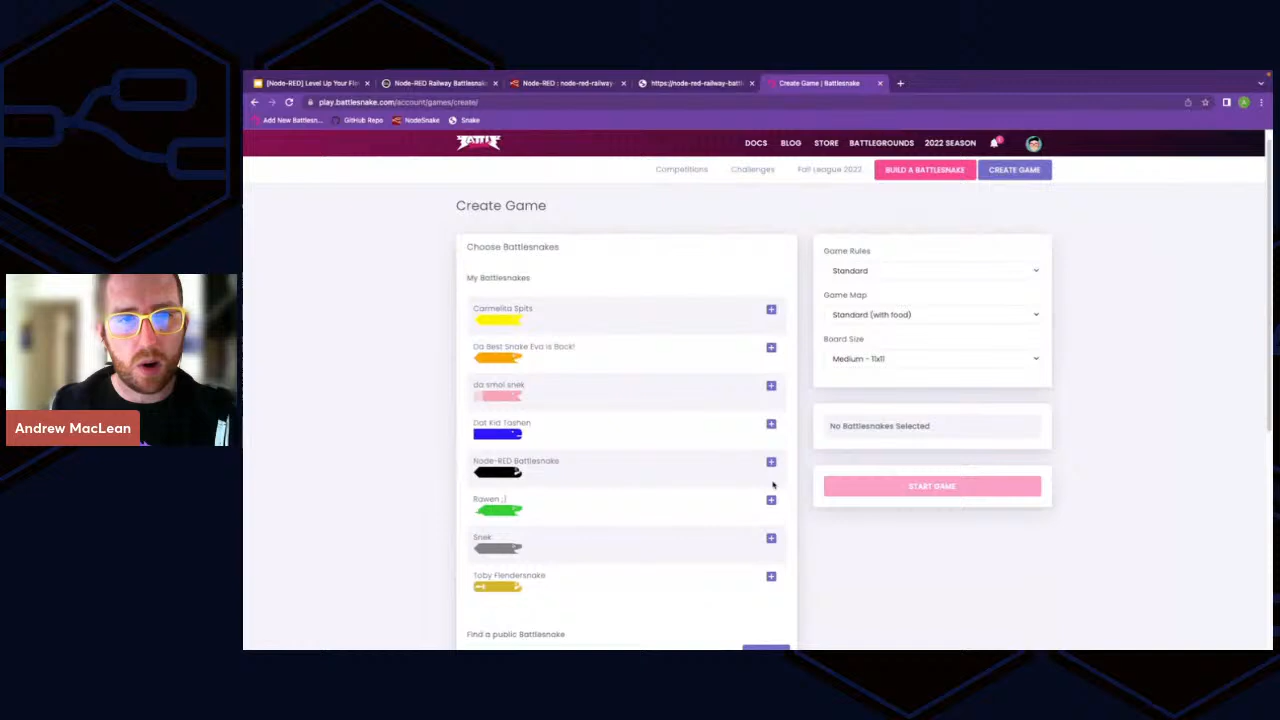 [Node-RED] Level Up Your Fl
Node-RED Railway Battlesnak
Node-RED : node-red-railway
https://node-red-railway-battl
Create Game | Battlesnake
play.battlesnake.com/account/games/create/
Add New Battlesn...
GitHub Repo
NodeSnake
Snake
BATTLE
DOCS
BLOG
STORE
BATTLEGROUNDS
2022 SEASON
Competitions
Challenges
Fall League 2022
BUILD A BATTLESNAKE
CREATE GAME
Create Game
Choose Battlesnakes
My Battlesnakes
Carmelita Spits
Da Best Snake Eva is Back!
da smol snek
Dat Kid Tashen
Node-RED Battlesnake
Rawen ;)
Snek
Toby Flendersnake
Find a public Battlesnake
Game Rules
Standard
Game Map
Standard (with food)
Board Size
Medium - 11x11
No Battlesnakes Selected
START GAME
Andrew MacLean